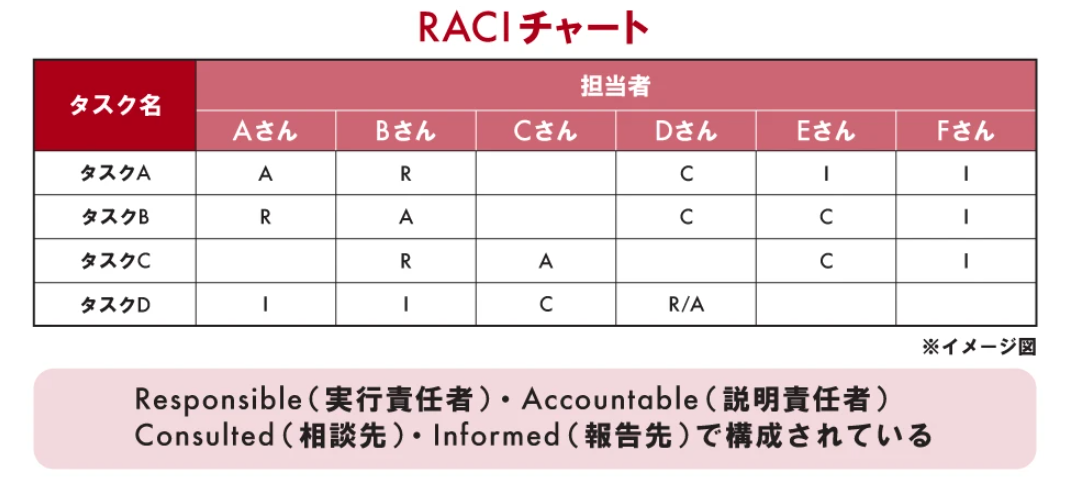 RACIチャート
タスク名 担当者
Aさん Bさん Cさん Dさん Eさん Fさん
タスクA A R C I I
タスクB R A C C I
タスクC R A C I
タスクD I I C R/A
※イメージ図
Responsible（実行責任者）・Accountable（説明責任者）
Consulted（相談先）・Informed（報告先）で構成されている